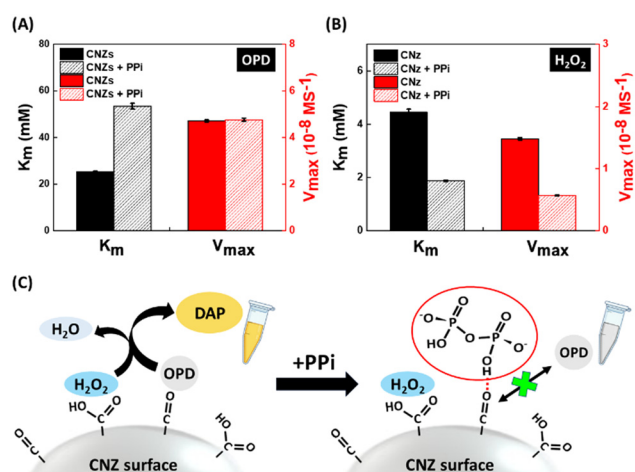 (A)
80
60
40
20
0
Km (mM)
CNZs
CNZs + PPi
CNZs
CNZs + PPi
OPD
8
6
4
2
0
Vmax (10-8 MS-1)
Km
Vmax
(B)
6
4
2
0
Km (mM)
CNz
CNz + PPi
CNz
CNz + PPi
H2O2
3
2
1
0
Vmax (10-8 MS-1)
Km
Vmax
(C)
H2O
DAP
H2O2
OPD
HO
O
C
O
C
O
C
HO
C
O
CNZ surface
+PPi
O
O
-O
P
P
O-
HO
O
O
H
H2O2
OPD
HO
O
C
O
C
O
C
HO
C
O
CNZ surface